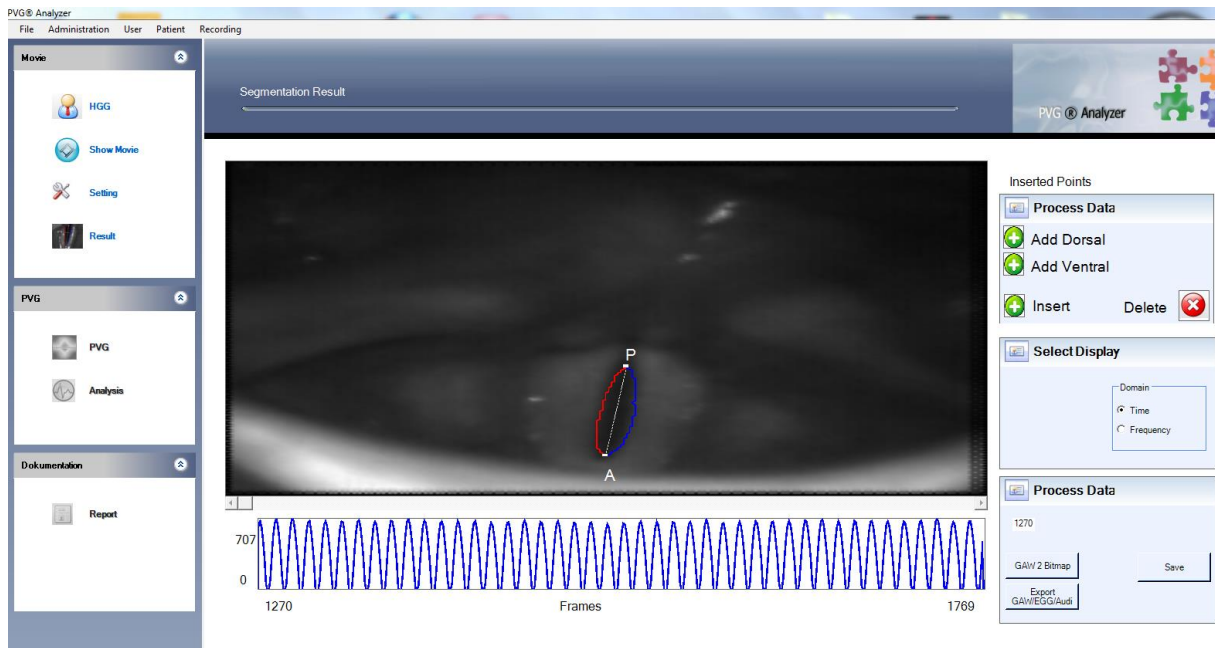 PVG® Analyzer
File Administration User Patient Recording
Movie
HGG
Show Movie
Setting
Result
PVG
PVG
Analysis
Dokumentation
Report
Segmentation Result
PVG ® Analyzer
P
A
707
0
1270 Frames 1769
Inserted Points
Process Data
Add Dorsal
Add Ventral
Insert Delete
Select Display
Domain
Time
Frequency
Process Data
1270
GAW 2 Bitmap Save
Export
GAW/EGG/Audi